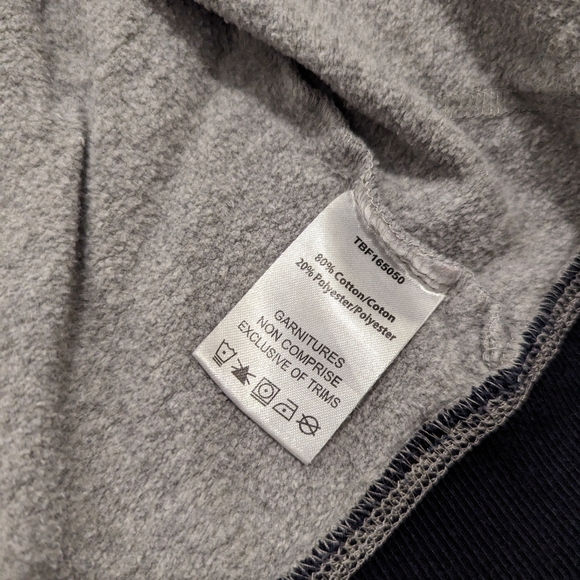 TBF165050
80% Cotton/Coton
20% Polyester/Polyester
GARNITURES
NON COMPRISE
EXCLUSIVE OF TRIMS